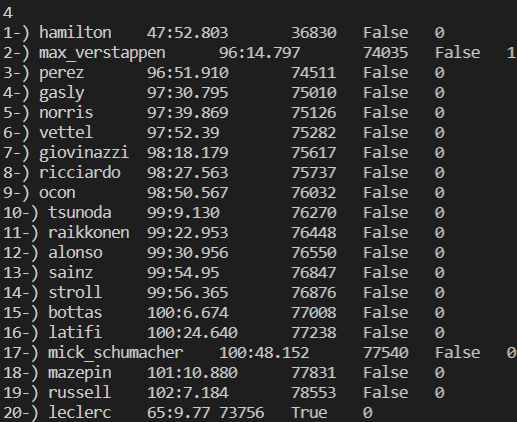 4
1-) hamilton 47:52.803 36830 False 0
2-) max_verstappen 96:14.797 74035 False 1
3-) perez 96:51.910 74511 False 0
4-) gasly 97:30.795 75010 False 0
5-) norris 97:39.869 75126 False 0
6-) vettel 97:52.39 75282 False 0
7-) giovinazzi 98:18.179 75617 False 0
8-) ricciardo 98:27.563 75737 False 0
9-) ocon 98:50.567 76032 False 0
10-) tsunoda 99:9.130 76270 False 0
11-) raikkonen 99:22.953 76448 False 0
12-) alonso 99:30.956 76550 False 0
13-) sainz 99:54.95 76847 False 0
14-) stroll 99:56.365 76876 False 0
15-) bottas 100:6.674 77008 False 0
16-) latifi 100:24.640 77238 False 0
17-) mick_schumacher 100:48.152 77540 False 0
18-) mazepin 101:10.880 77831 False 0
19-) russell 102:7.184 78553 False 0
20-) leclerc 65:9.77 73756 True 0